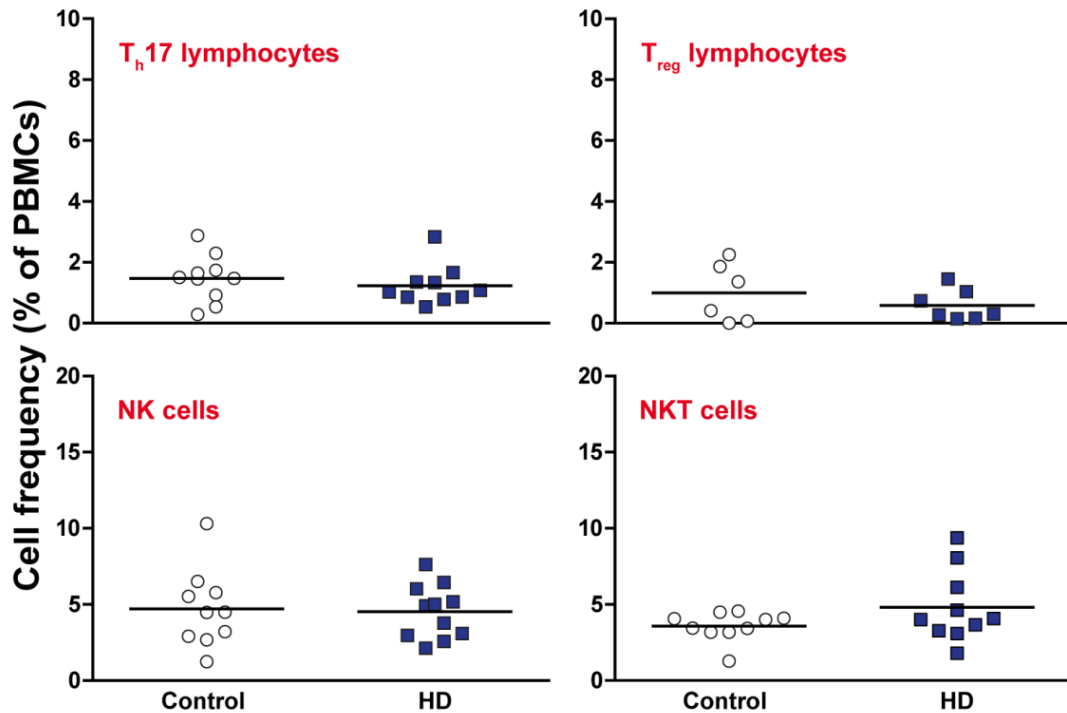 Cell frequency (% of PBMCs)
10
8
6
4
2
0
Th17 lymphocytes
10
8
6
4
2
0
Treg lymphocytes
20
15
10
5
0
NK cells
Control
HD
20
15
10
5
0
NKT cells
Control
HD